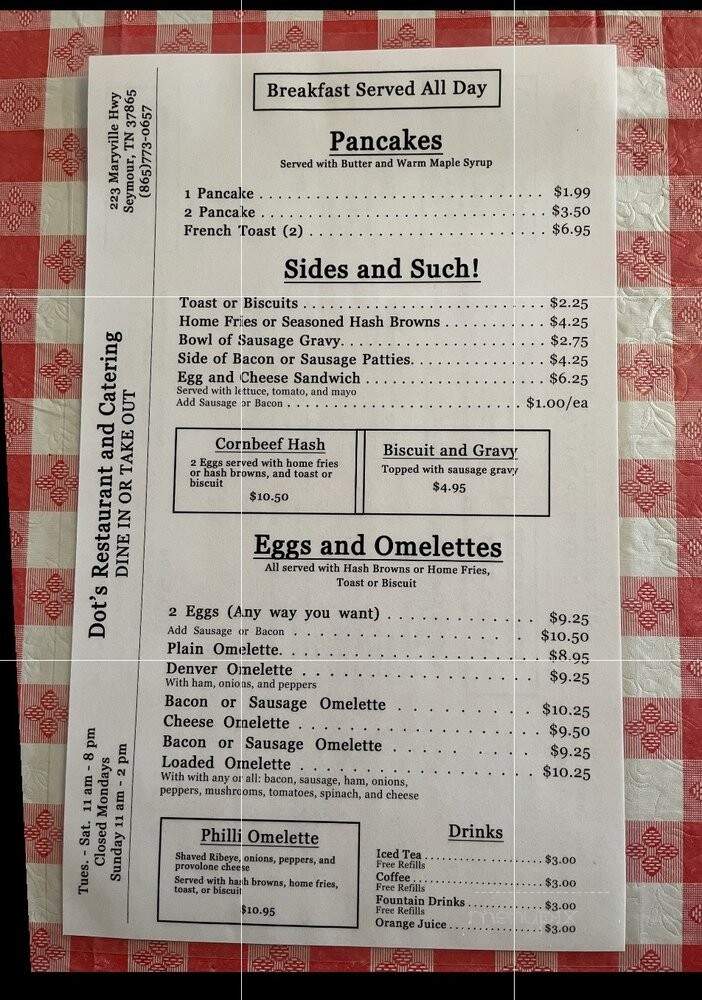 223 Maryville Hwy
Seymour, TN 37865
(865)773-0657
Dot's Restaurant and Catering
DINE IN OR TAKE OUT
Tues. - Sat. 11 am - 8 pm
Closed Mondays
Sunday 11 am - 2 pm
Breakfast Served All Day
Pancakes
Served with Butter and Warm Maple Syrup
1 Pancake $1.99
2 Pancake $3.50
French Toast (2) $6.95
Sides and Such!
Toast or Biscuits $2.25
Home Fries or Seasoned Hash Browns $4.25
Bowl of Sausage Gravy. $2.75
Side of Bacon or Sausage Patties. $4.25
Egg and Cheese Sandwich $6.25
Served with lettuce, tomato, and mayo
Add Sausage or Bacon $1.00/ea
Cornbeef Hash
2 Eggs served with home fries
or hash browns, and toast or
biscuit
$10.50
Biscuit and Gravy
Topped with sausage gravy
$4.95
Eggs and Omelettes
All served with Hash Browns or Home Fries,
Toast or Biscuit
2 Eggs (Any way you want) $9.25
Add Sausage or Bacon $10.50
Plain Omelette. $8.95
Denver Omelette $9.25
With ham, onions, and peppers
Bacon or Sausage Omelette $10.25
Cheese Omelette $9.50
Bacon or Sausage Omelette $9.25
Loaded Omelette $10.25
With with any or all: bacon, sausage, ham, onions,
peppers, mushrooms, tomatoes, spinach, and cheese
Philli Omelette
Shaved Ribeye, onions, peppers, and
provolone cheese
Served with hash browns, home fries,
toast, or biscuit
$10.95
Drinks
Iced Tea $3.00
Free Refills
Coffee $3.00
Free Refills
Fountain Drinks $3.00
Free Refills
Orange Juice $3.00